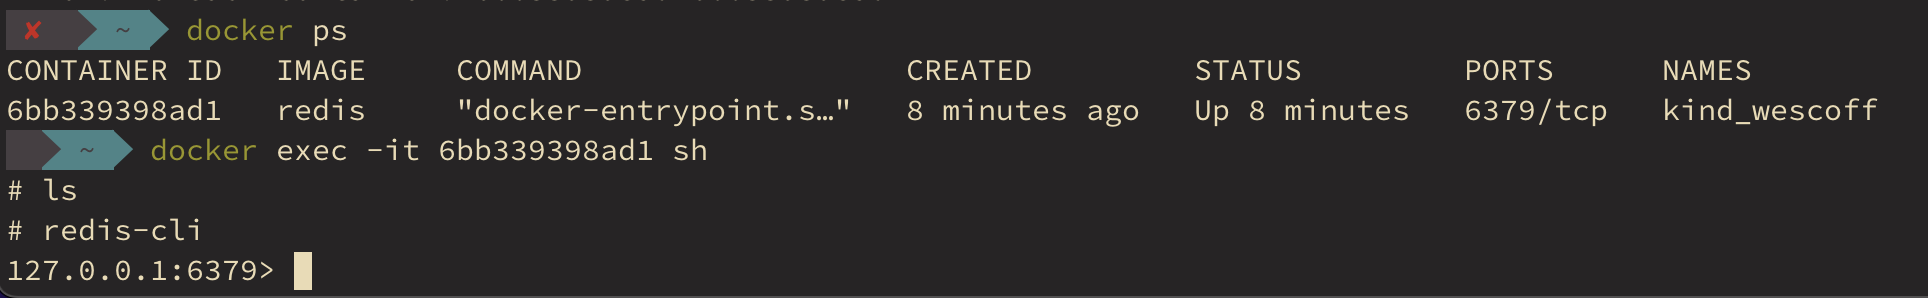 ✘ ~ docker ps
CONTAINER ID IMAGE COMMAND CREATED STATUS PORTS NAMES
6bb339398ad1 redis "docker-entrypoint.s…" 8 minutes ago Up 8 minutes 6379/tcp kind_wescoff
~ docker exec -it 6bb339398ad1 sh
# ls
# redis-cli
127.0.0.1:6379>